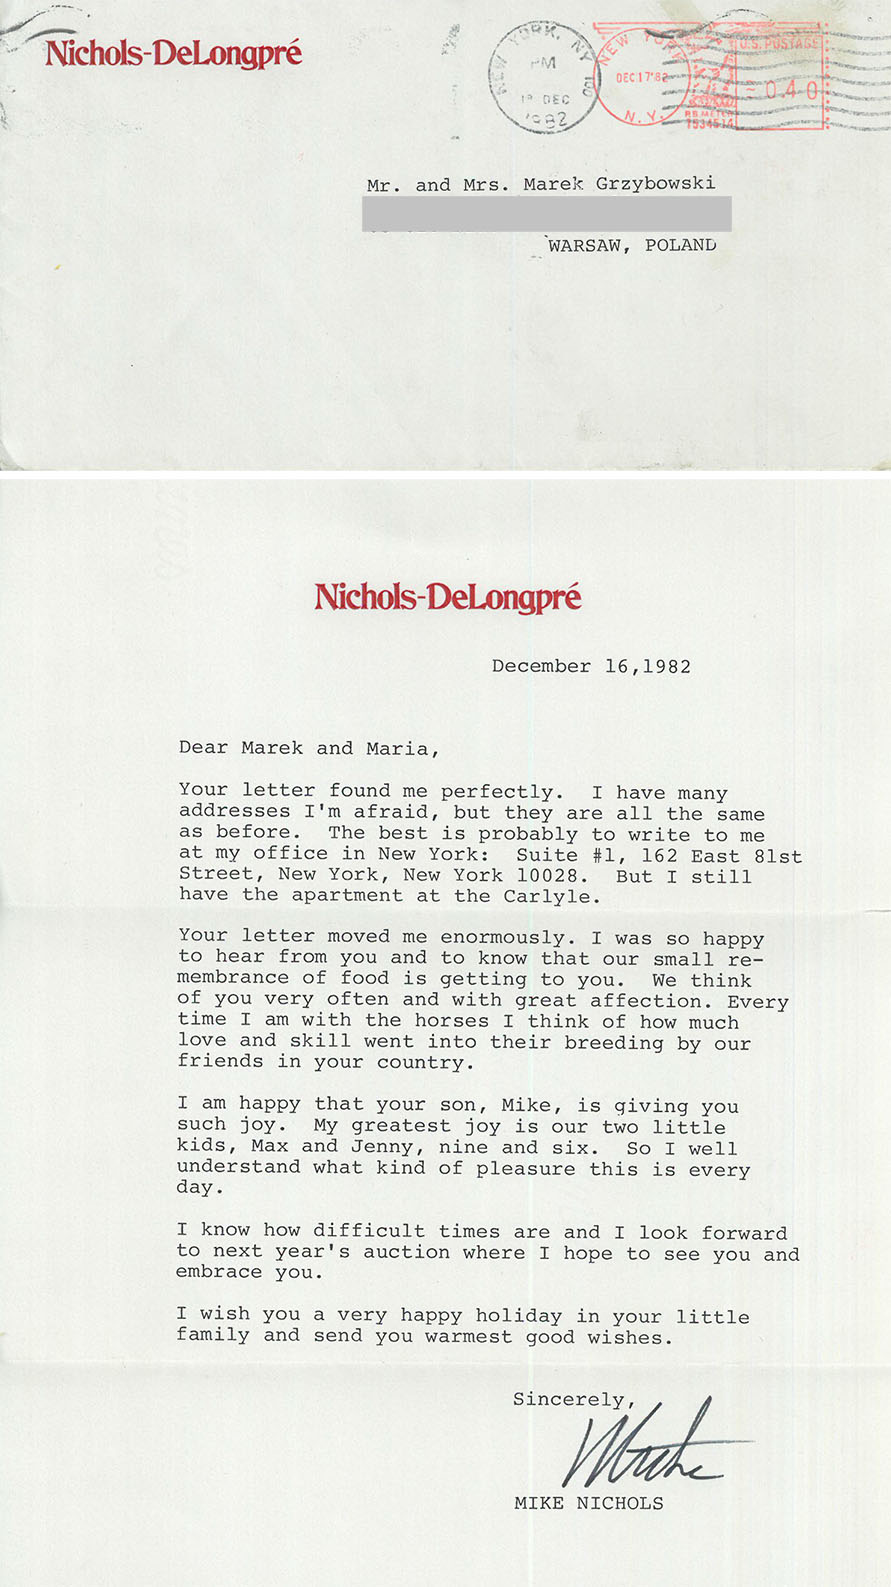 Nichols-DeLongpré
NEW YORK, NY 100
PM
DEC
1982
NEW YORK
DEC 17 '82
N.Y.
U.S. POSTAGE
0.40
P.B. METER
7534514
Mr. and Mrs. Marek Grzybowski
WARSAW, POLAND
Nichols-DeLongpré
December 16,1982
Dear Marek and Maria,
Your letter found me perfectly. I have many
addresses I'm afraid, but they are all the same
as before. The best is probably to write to me
at my office in New York: Suite #1, 162 East 81st
Street, New York, New York 10028. But I still
have the apartment at the Carlyle.
Your letter moved me enormously. I was so happy
to hear from you and to know that our small re-
membrance of food is getting to you. We think
of you very often and with great affection. Every
time I am with the horses I think of how much
love and skill went into their breeding by our
friends in your country.
I am happy that your son, Mike, is giving you
such joy. My greatest joy is our two little
kids, Max and Jenny, nine and six. So I well
understand what kind of pleasure this is every
day.
I know how difficult times are and I look forward
to next year's auction where I hope to see you and
embrace you.
I wish you a very happy holiday in your little
family and send you warmest good wishes.
Sincerely,
Mike
MIKE NICHOLS